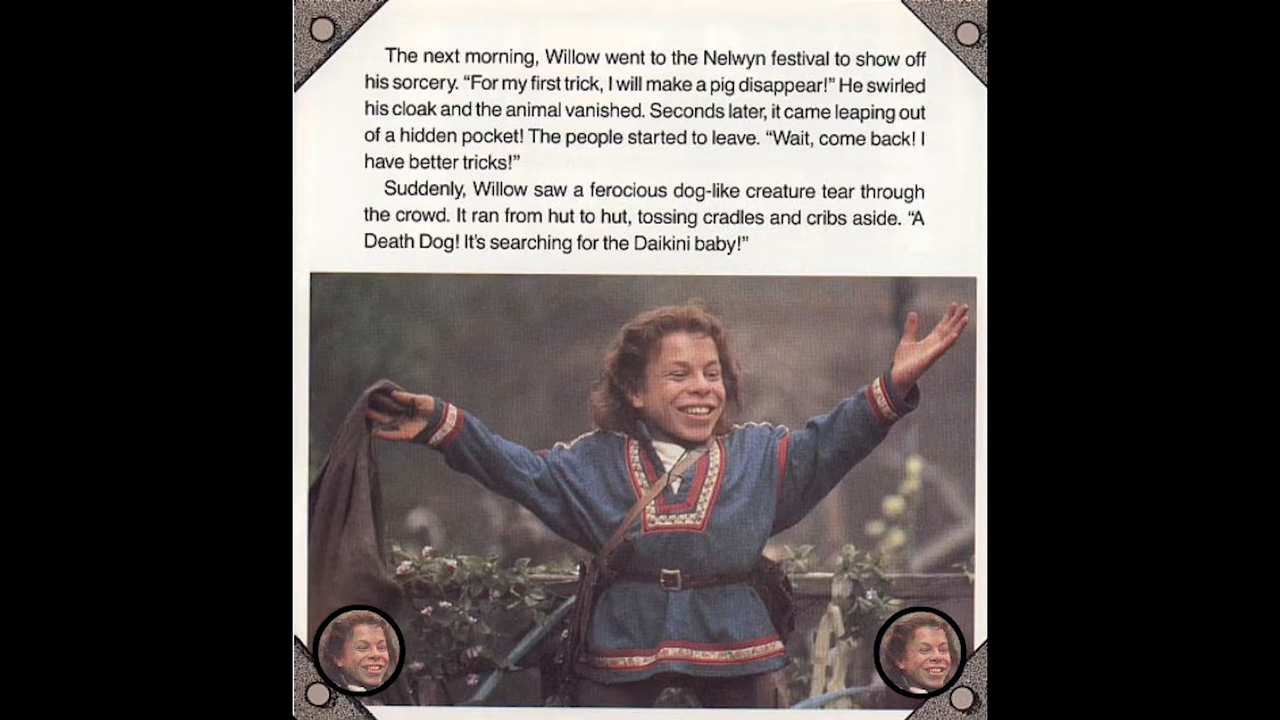 The next morning, Willow went to the Nelwyn festival to show off
his sorcery. “For my first trick, I will make a pig disappear!” He swirled
his cloak and the animal vanished. Seconds later, it came leaping out
of a hidden pocket! The people started to leave. “Wait, come back! I
have better tricks!”
Suddenly, Willow saw a ferocious dog-like creature tear through
the crowd. It ran from hut to hut, tossing cradles and cribs aside. “A
Death Dog! It’s searching for the Daikini baby!”